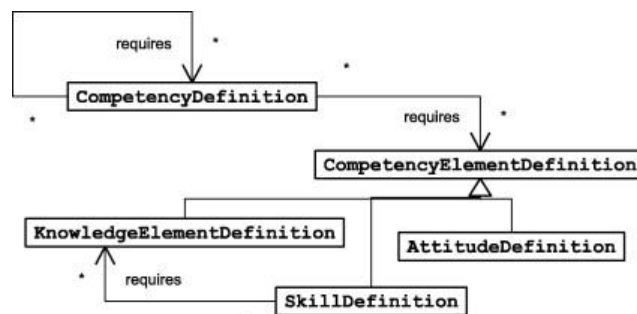 requires
*
*
CompetencyDefinition
*
requires
*
CompetencyElementDefinition
KnowledgeElementDefinition
AttitudeDefinition
*
requires
SkillDefinition